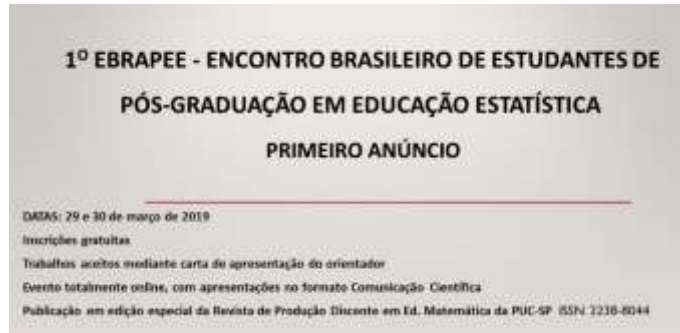 1º EBRAPEE - ENCONTRO BRASILEIRO DE ESTUDANTES DE
PÓS-GRADUAÇÃO EM EDUCAÇÃO ESTATÍSTICA
PRIMEIRO ANÚNCIO
DATAS: 29 e 30 de março de 2019
Inscrições gratuitas
Trabalhos aceitos mediante carta de apresentação do orientador
Evento totalmente online, com apresentações no formato Comunicação Científica
Publicação em edição especial da Revista de Produção Discente em Ed. Matemática da PUC-SP ISSN 2238-8044